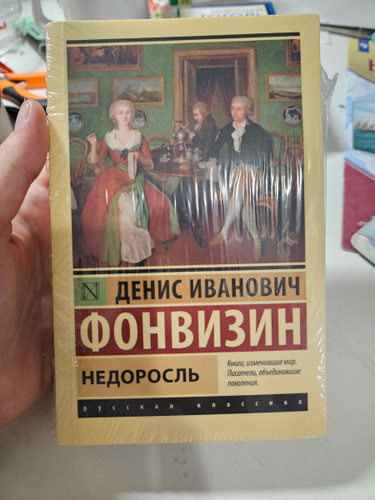 N
ДЕНИС ИВАНОВИЧ
ФОНВИЗИН
НЕДОРОСЛЬ
Книги, изменившие мир.
Писатели, объединившие
поколения.
русская классика